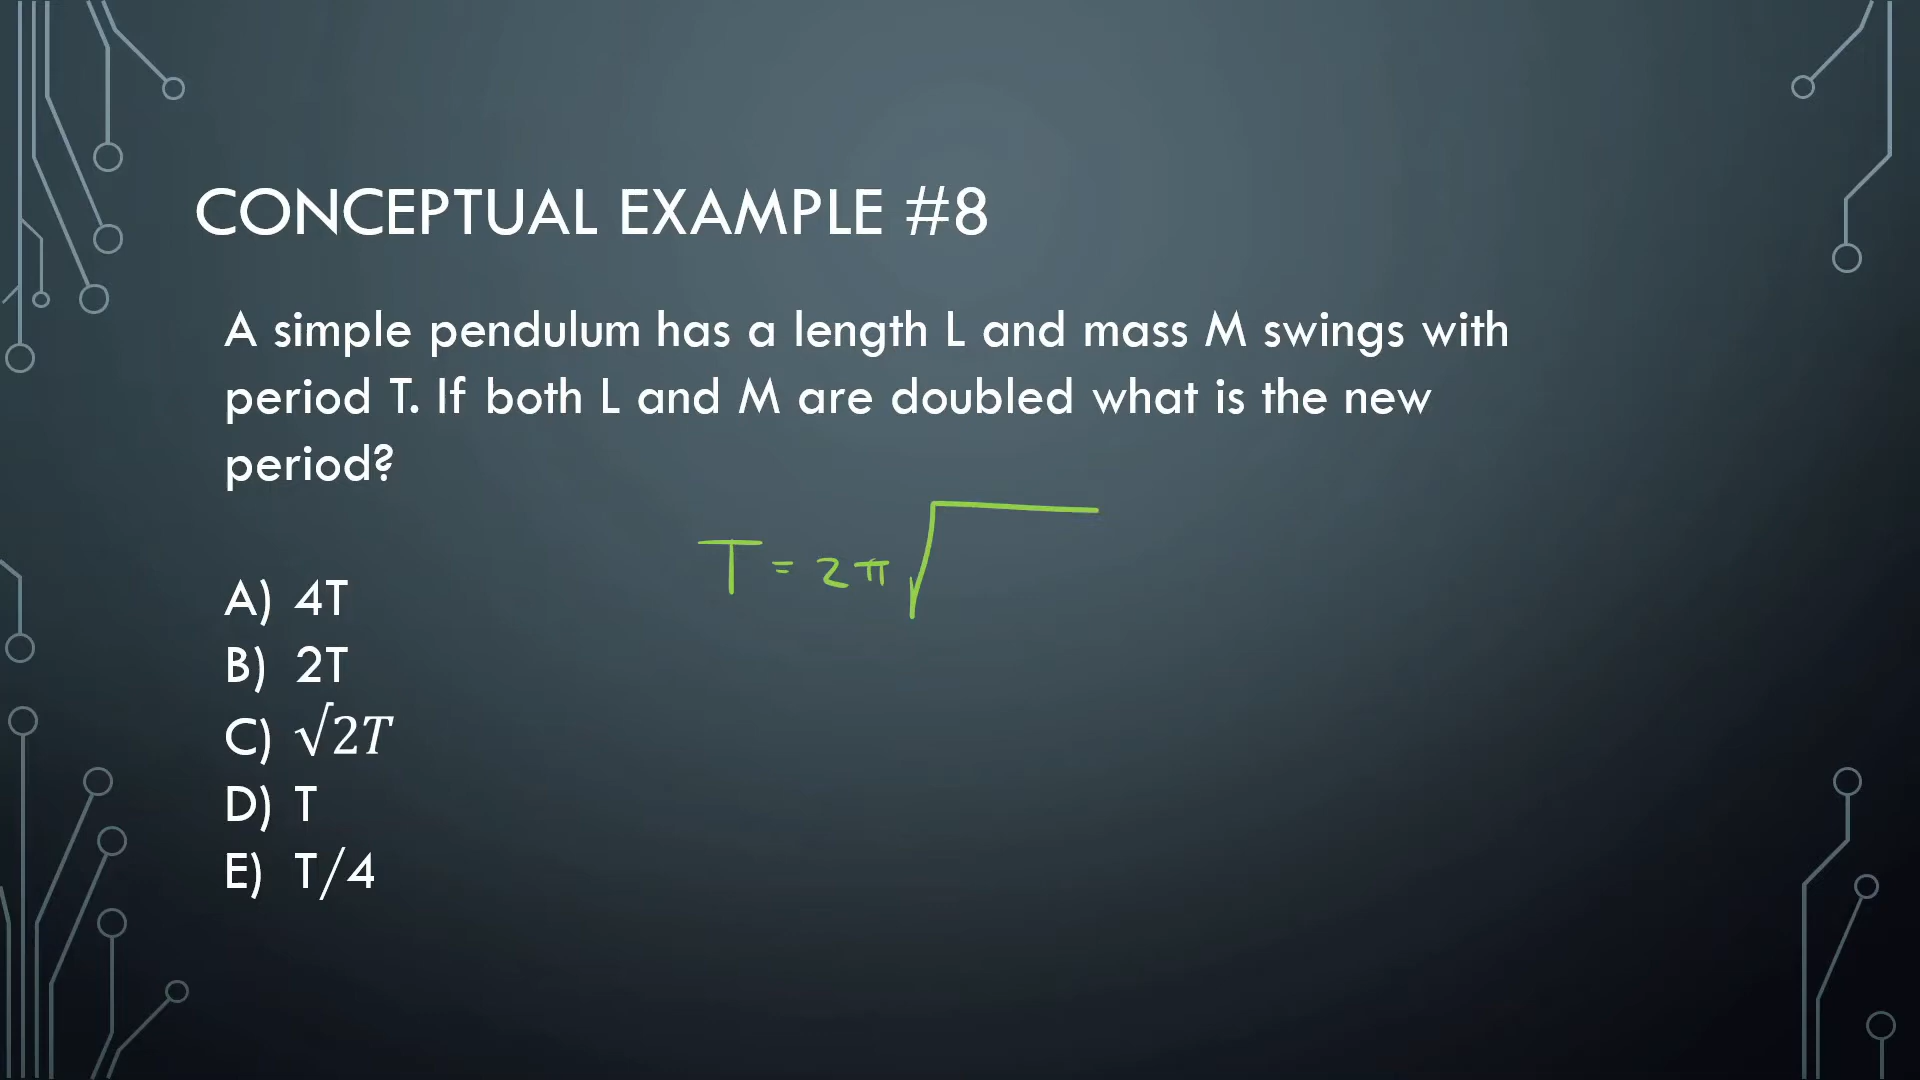 CONCEPTUAL EXAMPLE #8
A simple pendulum has a length L and mass M swings with
period T. If both L and M are doubled what is the new
period?
T = 2π√
A) 4T
B) 2T
C) √2T
D) T
E) T/4